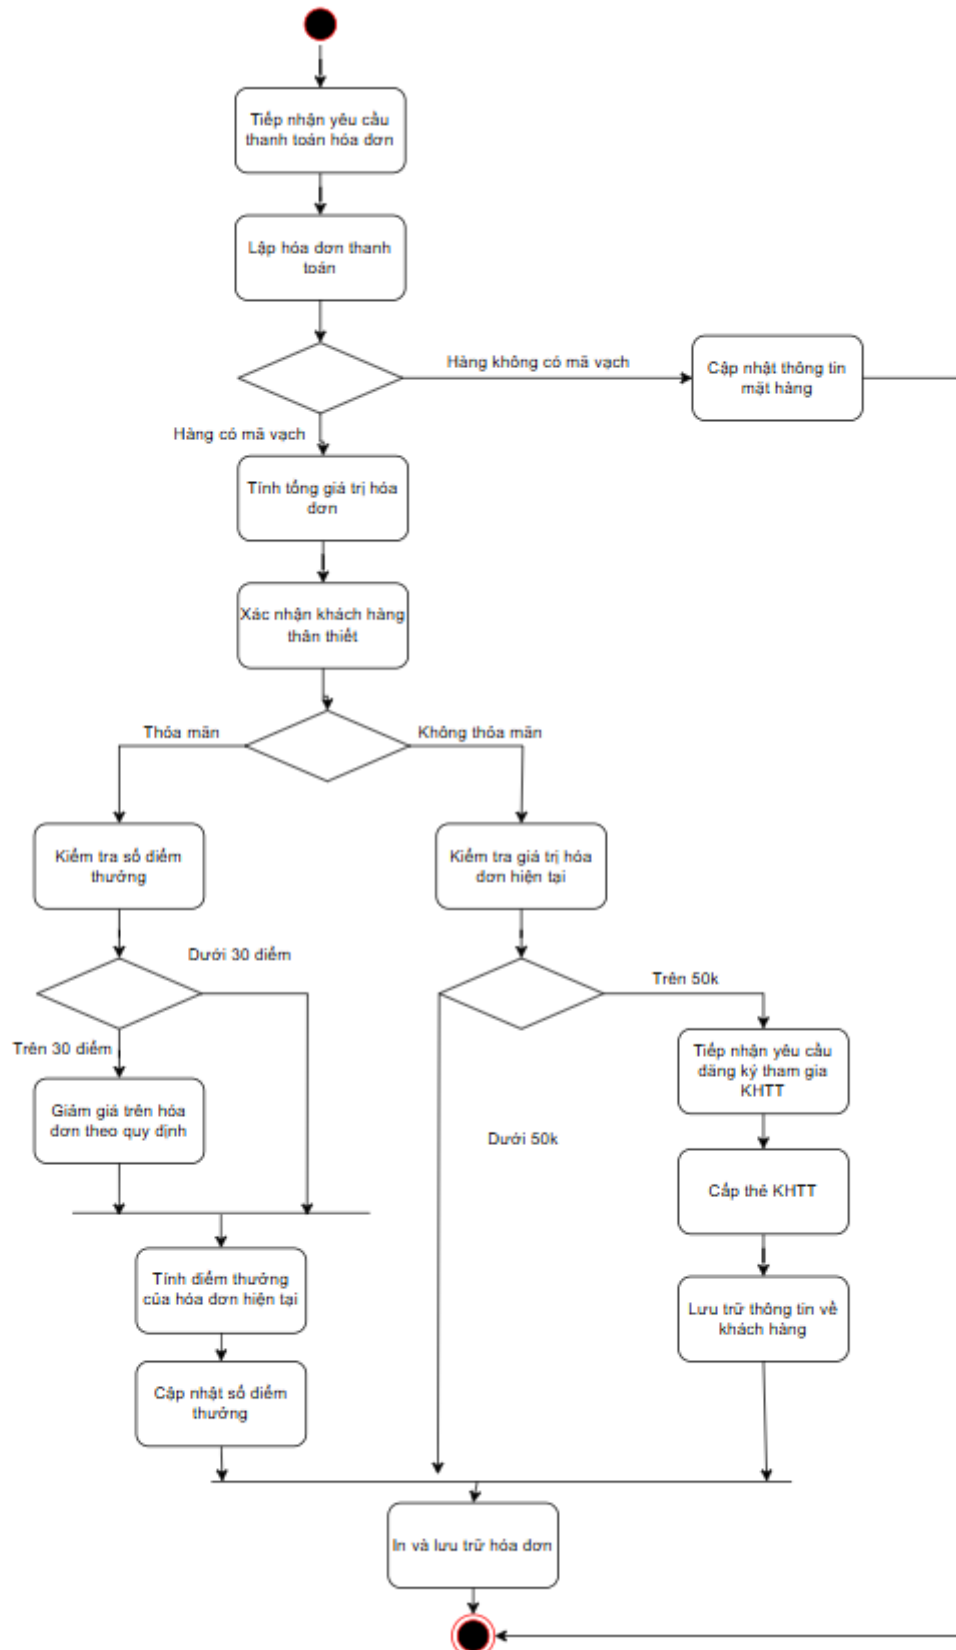 Tiếp nhận yêu cầu
thanh toán hóa đơn
Lập hóa đơn thanh
toán
Hàng không có mã vạch
Cập nhật thông tin
mặt hàng
Hàng có mã vạch
Tính tổng giá trị hóa
đơn
Xác nhận khách hàng
thân thiết
Thỏa mãn
Không thỏa mãn
Kiểm tra số điểm
thưởng
Kiểm tra giá trị hóa
đơn hiện tại
Dưới 30 điểm
Trên 50k
Trên 30 điểm
Tiếp nhận yêu cầu
đăng ký tham gia
KHTT
Giảm giá trên hóa
đơn theo quy định
Dưới 50k
Cấp thẻ KHTT
Tính điểm thưởng
của hóa đơn hiện tại
Lưu trữ thông tin về
khách hàng
Cập nhật số điểm
thưởng
In và lưu trữ hóa đơn